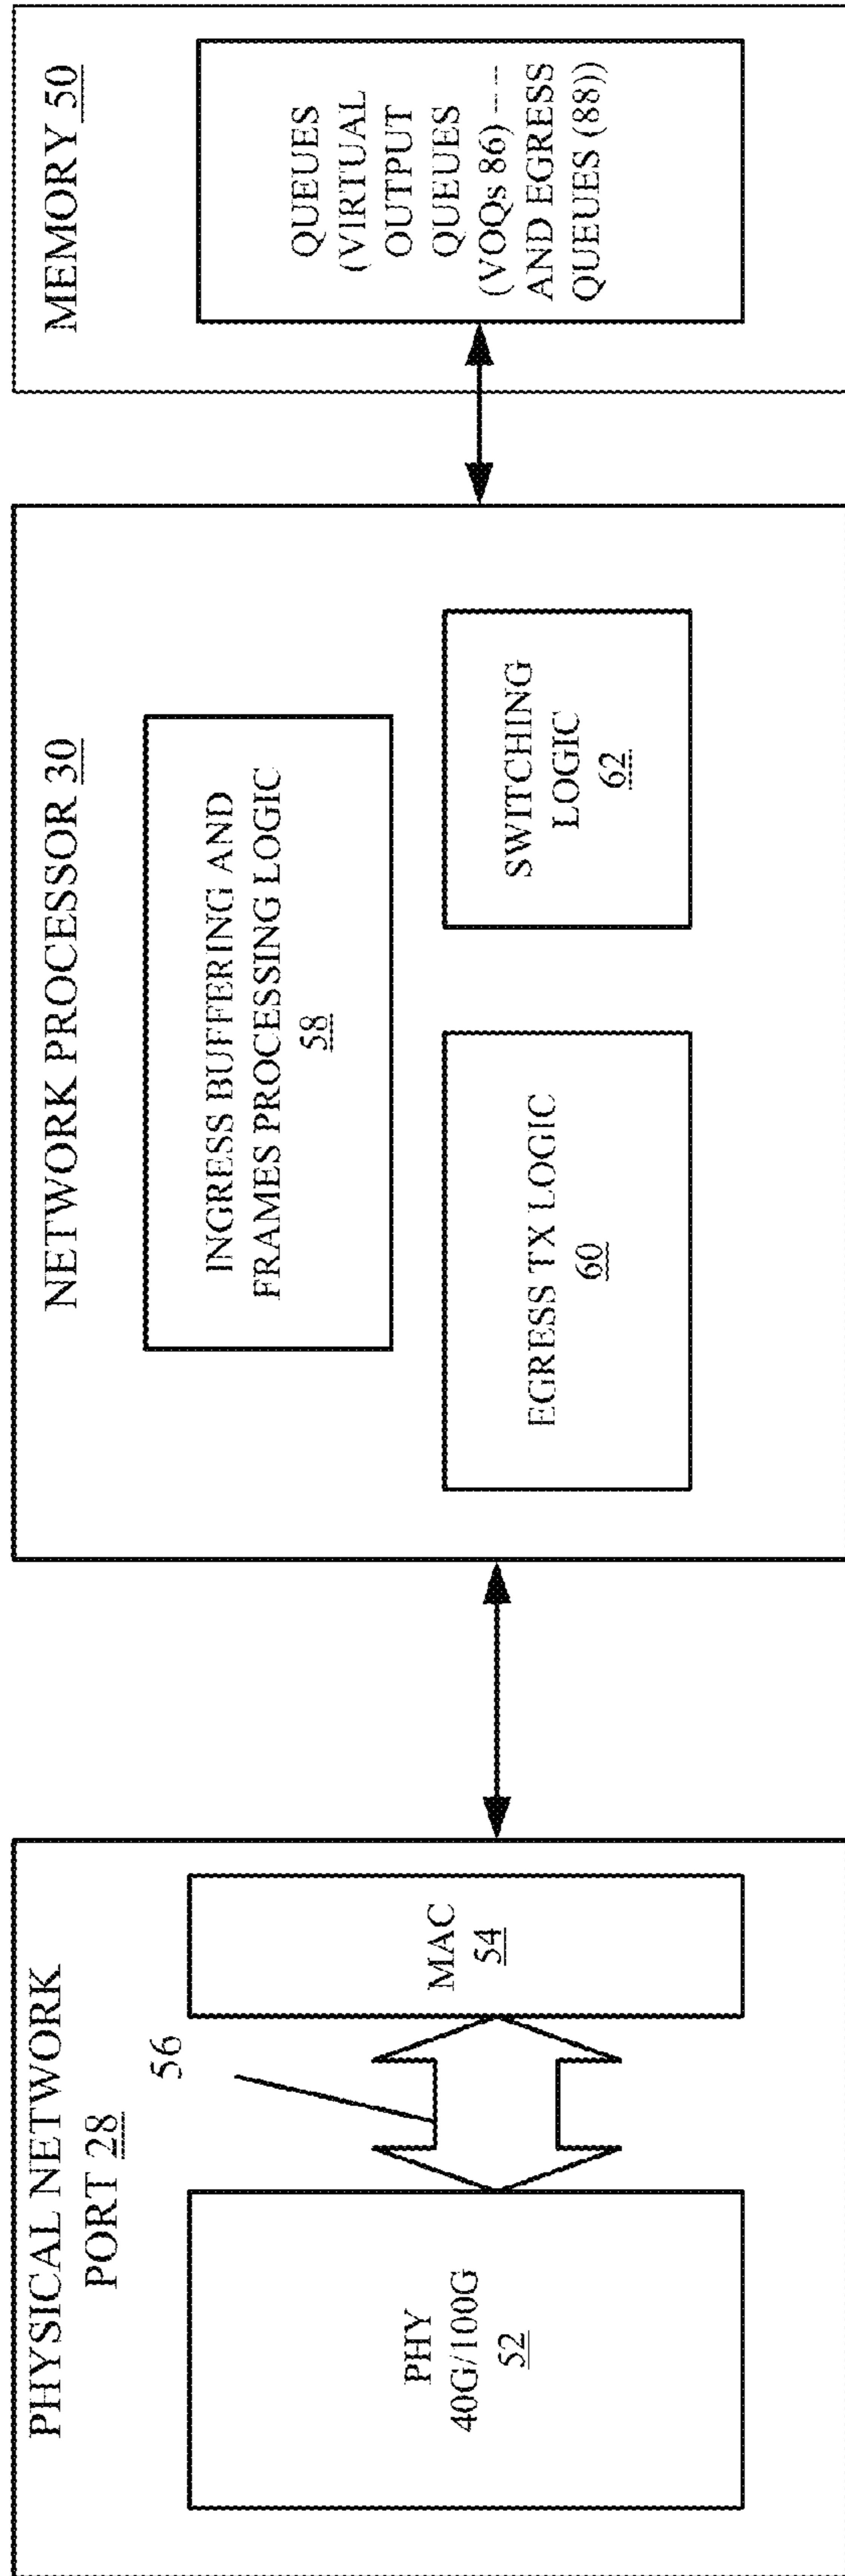 PHYSICAL NETWORK
PORT 28
56
PHY
40G/100G
52
MAC
54
NETWORK PROCESSOR 30
INGRESS BUFFERING AND
FRAMES PROCESSING LOGIC
58
EGRESS TX LOGIC
60
SWITCHING
LOGIC
62
MEMORY 50
QUEUES
(VIRTUAL
OUTPUT
QUEUES
(VOQs 86) --
AND EGRESS
QUEUES (88))